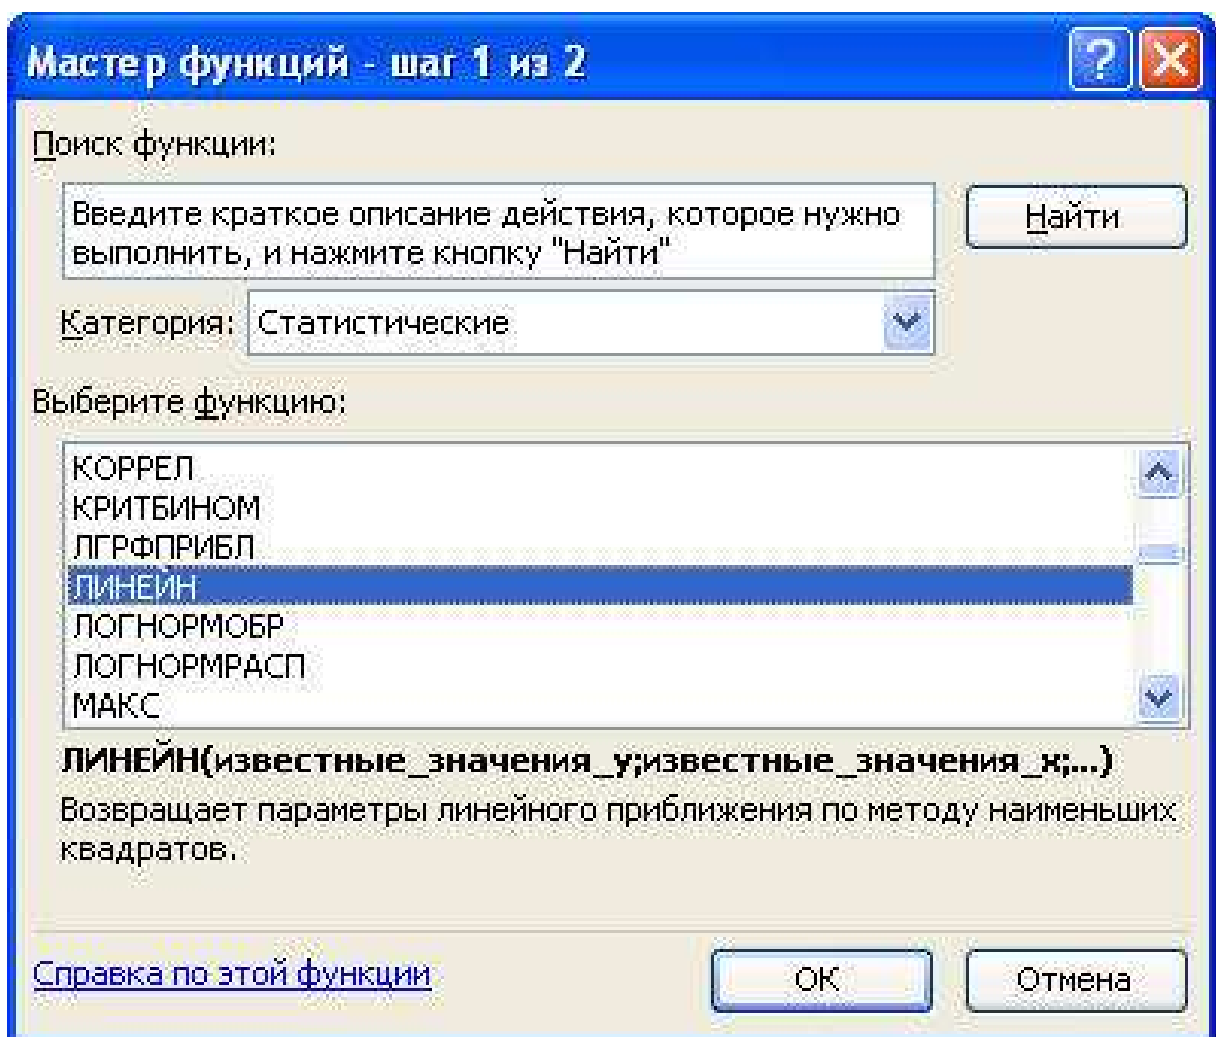 Мастер функций - шаг 1 из 2
Поиск функции:
Введите краткое описание действия, которое нужно
выполнить, и нажмите кнопку "Найти"
Найти
Категория: Статистические
Выберите функцию:
КОРРЕЛ
КРИТБИНОМ
ЛГРФПРИБЛ
ЛИНЕЙН
ЛОГНОРМОБР
ЛОГНОРМРАСП
МАКС
ЛИНЕЙН(известные_значения_y;известные_значения_x;...)
Возвращает параметры линейного приближения по методу наименьших
квадратов.
Справка по этой функции
ОК
Отмена